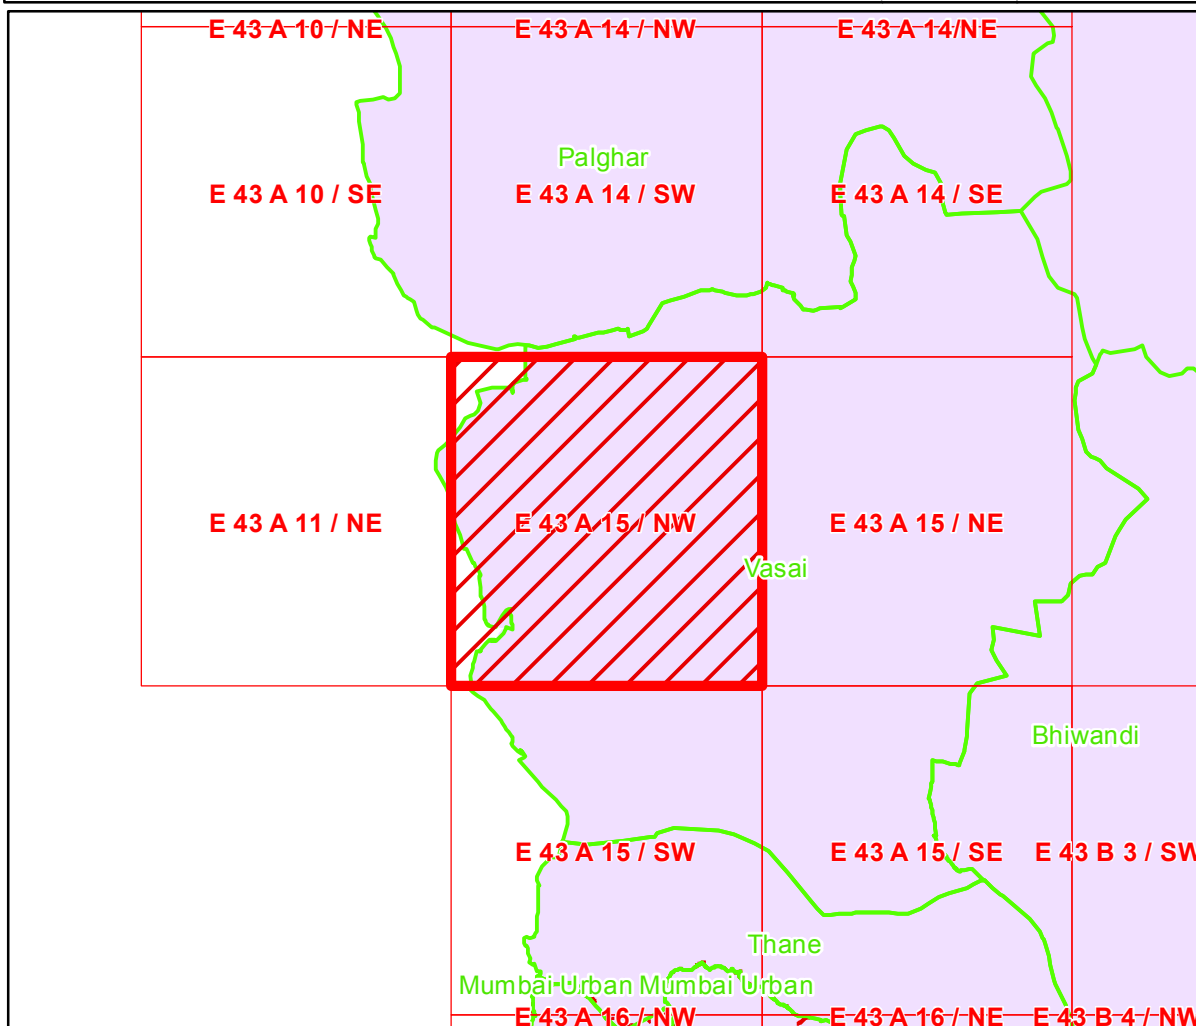 E 43 A 10 / NE
E 43 A 14 / NW
E 43 A 14/NE
Palghar
E 43 A 10 / SE
E 43 A 14 / SW
E 43 A 14 / SE
E 43 A 11 / NE
E 43 A 15 / NW
E 43 A 15 / NE
Vasai
Bhiwandi
E 43 A 15 / SW
E 43 A 15 / SE
E 43 B 3 / SW
Thane
Mumbai Urban
Mumbai Urban
E 43 A 16 / NW
E 43 A 16 / NE
E 43 B 4 / NW